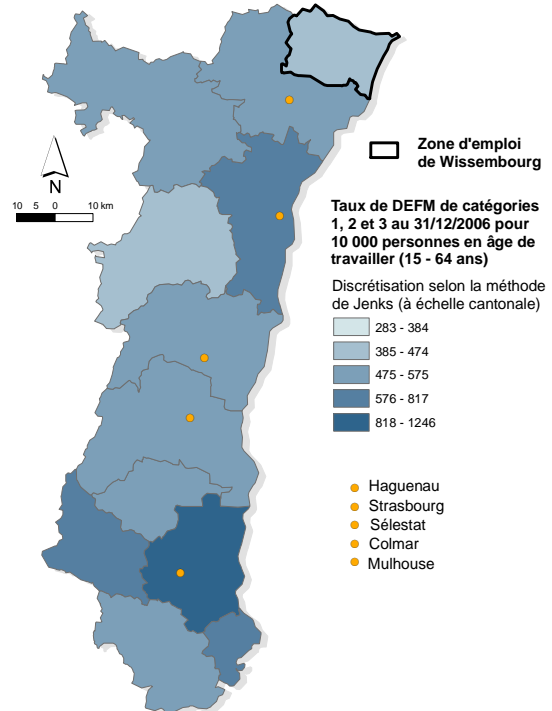 N
10 5 0 10 km
Zone d'emploi
de Wissembourg
Taux de DEFM de catégories
1, 2 et 3 au 31/12/2006 pour
10 000 personnes en âge de
travailler (15 - 64 ans)
Discrétisation selon la méthode
de Jenks (à échelle cantonale)
283 - 384
385 - 474
475 - 575
576 - 817
818 - 1246
Haguenau
Strasbourg
Sélestat
Colmar
Mulhouse